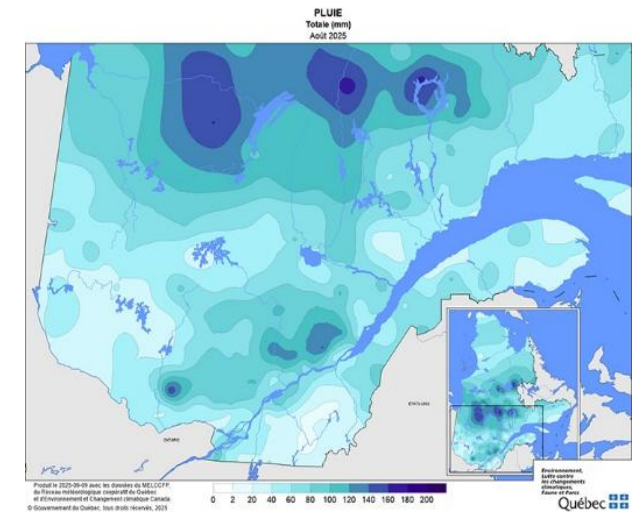 PLUIE
Totale (mm)
Août 2025
ÉTATS-UNIS
ONTARIO
Produit le 2025-09-09 avec les données du MELCCFP,
du Réseau météorologique coopératif du Québec
et d'Environnement et Changement climatique Canada.
© Gouvernement du Québec, tous droits réservés, 2025
0 2 20 40 60 80 100 120 140 160 180 200
Environnement,
Lutte contre
les changements
climatiques,
Faune et Parcs
Québec